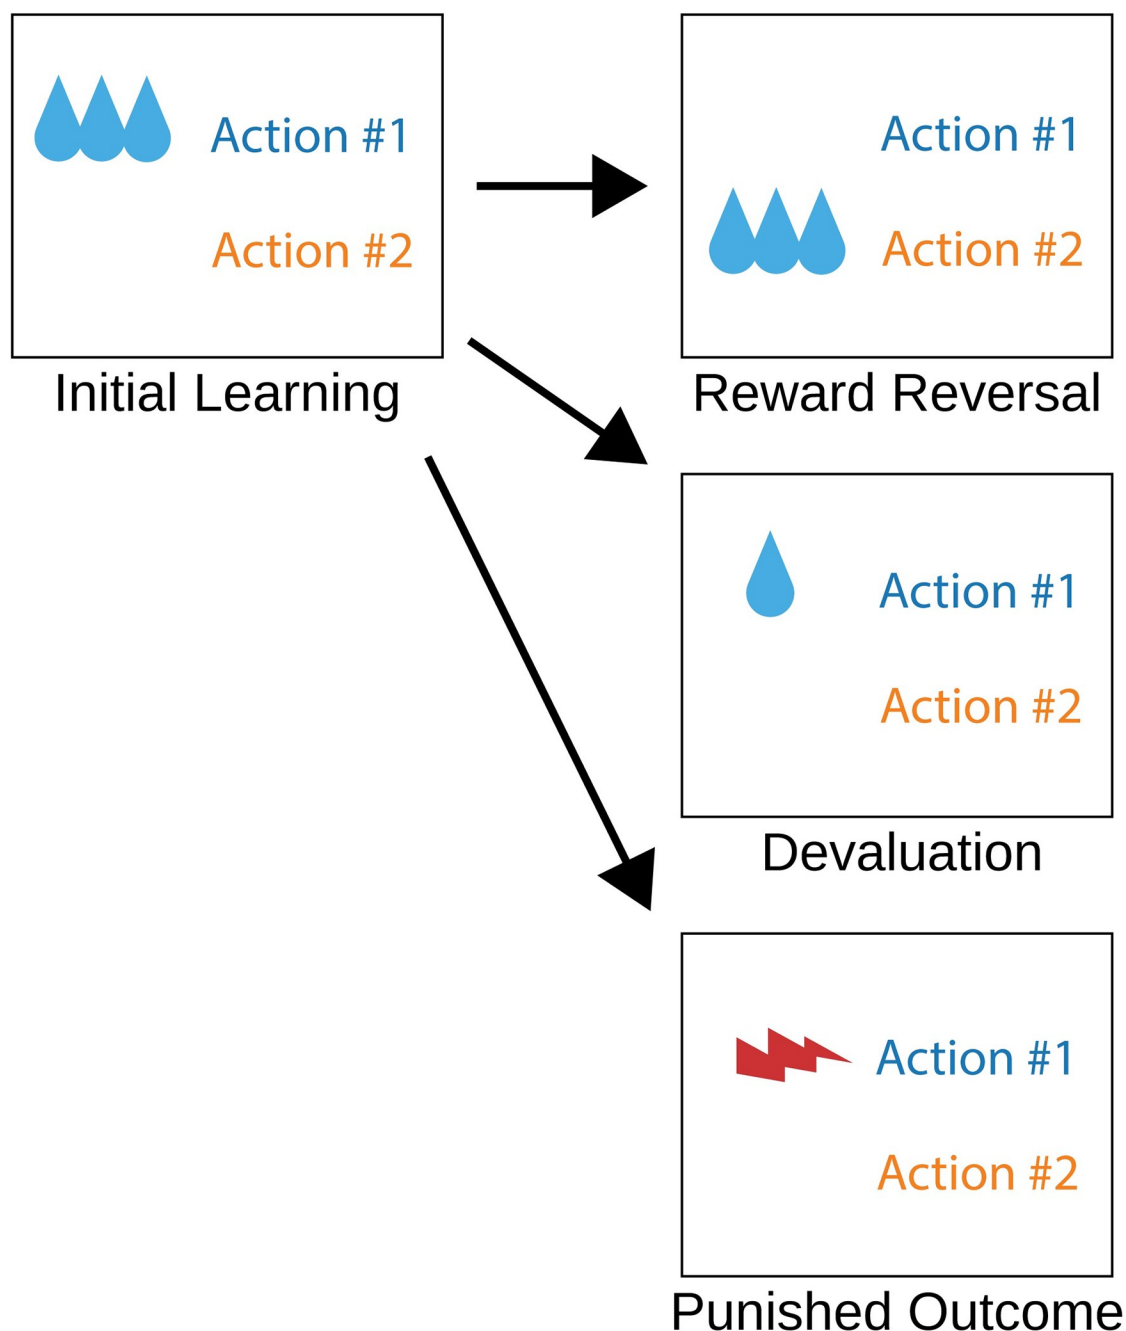 Action #1
Action #2
Initial Learning
Action #1
Action #2
Reward Reversal
Action #1
Action #2
Devaluation
Action #1
Action #2
Punished Outcome